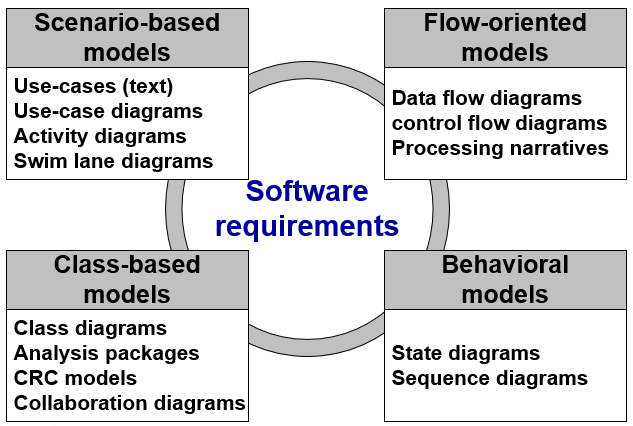 Scenario-based
models
Use-cases (text)
Use-case diagrams
Activity diagrams
Swim lane diagrams
Flow-oriented
models
Data flow diagrams
control flow diagrams
Processing narratives
Software
requirements
Class-based
models
Class diagrams
Analysis packages
CRC models
Collaboration diagrams
Behavioral
models
State diagrams
Sequence diagrams